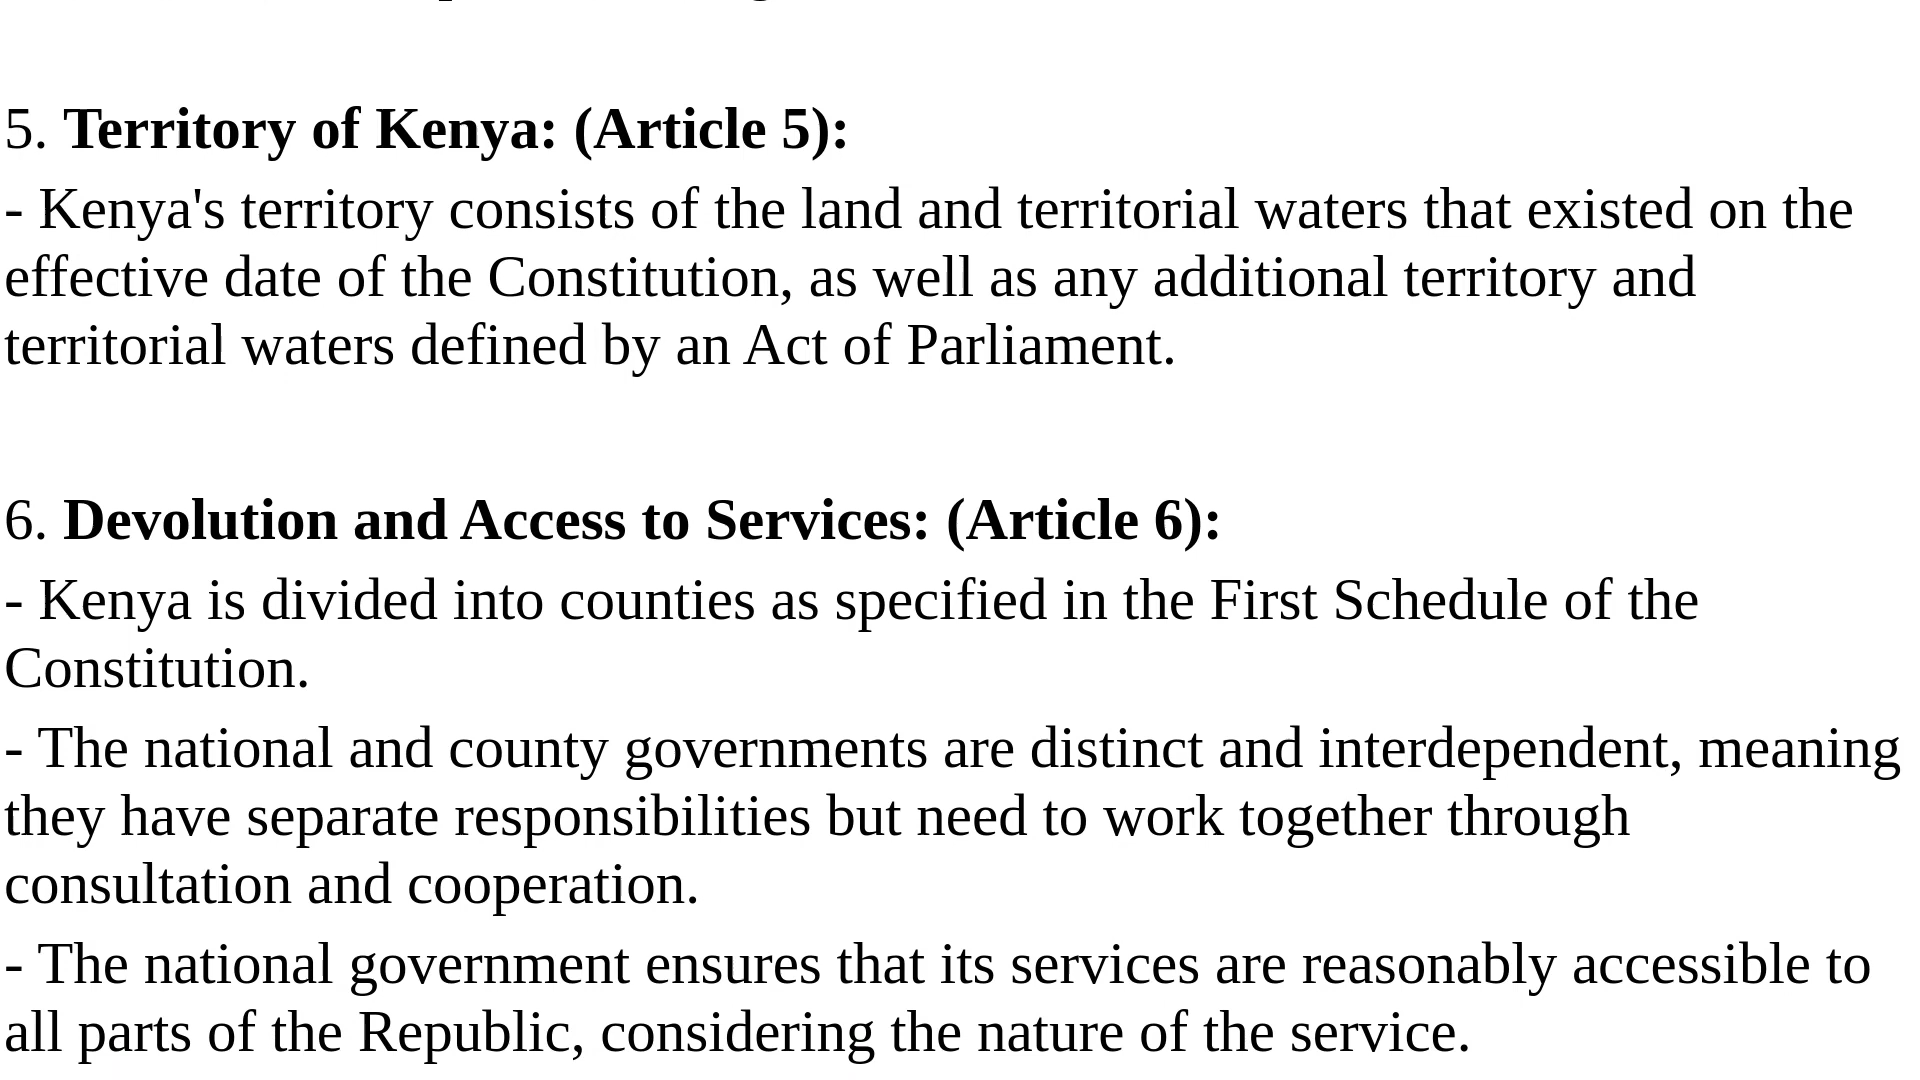 5. Territory of Kenya: (Article 5):
- Kenya's territory consists of the land and territorial waters that existed on the
effective date of the Constitution, as well as any additional territory and
territorial waters defined by an Act of Parliament.
6. Devolution and Access to Services: (Article 6):
- Kenya is divided into counties as specified in the First Schedule of the
Constitution.
- The national and county governments are distinct and interdependent, meaning
they have separate responsibilities but need to work together through
consultation and cooperation.
- The national government ensures that its services are reasonably accessible to
all parts of the Republic, considering the nature of the service.